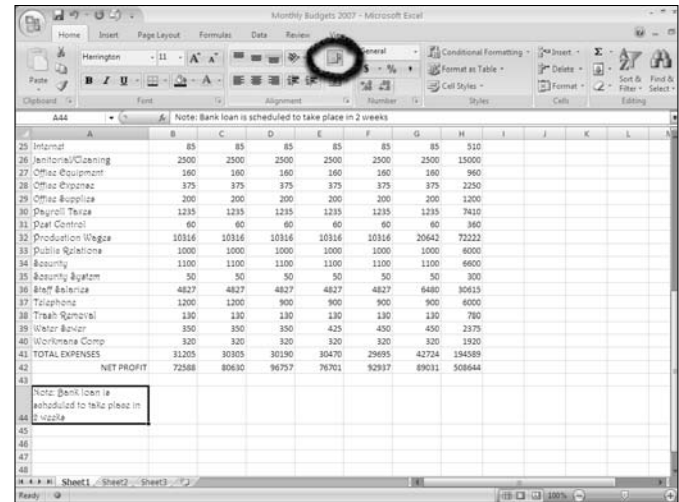 Monthly Budgets 2007 - Microsoft Excel
Home Insert Page Layout Formulas Data Review View
Paste Herrington 11 A A General Conditional Formatting Insert Σ
B I U A $ % , Format as Table Delete Sort & Find &
Cell Styles Format Filter Select
Clipboard Font Alignment Number Styles Cells Editing
A44 fx Note: Bank loan is scheduled to take place in 2 weeks
A B C D E F G H I J K L
25 Internet 85 85 85 85 85 85 510
26 Janitorial/Cleaning 2500 2500 2500 2500 2500 2500 15000
27 Office Equipment 160 160 160 160 160 160 960
28 Office Expense 375 375 375 375 375 375 2250
29 Office Supplies 200 200 200 200 200 200 1200
30 Payroll Taxes 1235 1235 1235 1235 1235 1235 7410
31 Pest Control 60 60 60 60 60 60 360
32 Production Wages 10316 10316 10316 10316 10316 20642 72222
33 Public Relations 1000 1000 1000 1000 1000 1000 6000
34 Security 1100 1100 1100 1100 1100 1100 6600
35 Security System 50 50 50 50 50 50 300
36 Staff Salaries 4827 4827 4827 4827 4827 6480 30615
37 Telephone 1200 1200 900 900 900 900 6000
38 Trash Removal 130 130 130 130 130 130 780
39 Water Sewer 350 350 350 425 450 450 2375
40 Workmans Comp 320 320 320 320 320 320 1920
41 TOTAL EXPENSES 31205 30305 30190 30470 29695 42724 194589
42 NET PROFIT 72588 80630 96757 76701 92937 89031 508644
43
Note: Bank loan is
scheduled to take place in
44 2 weeks
45
46
47
48
Sheet1 Sheet2 Sheet3
Ready 100%